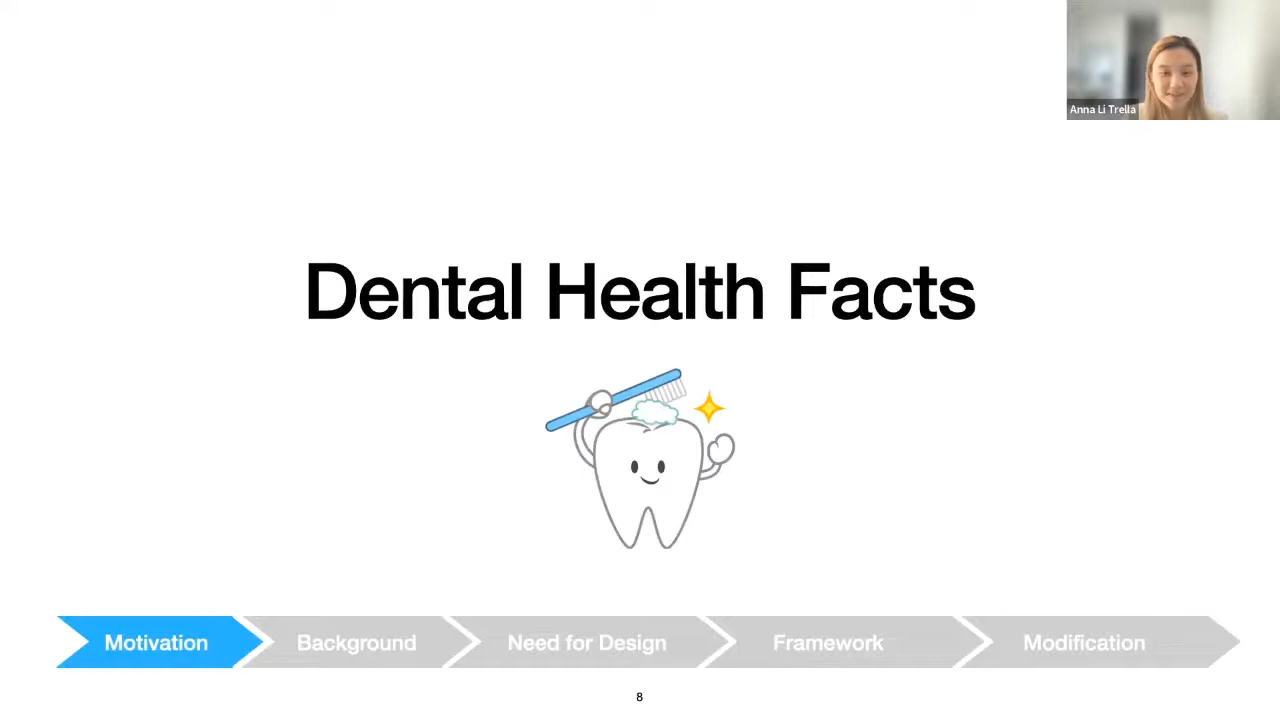 Anna Li Trella
Dental Health Facts
Motivation
Background
Need for Design
Framework
Modification
8